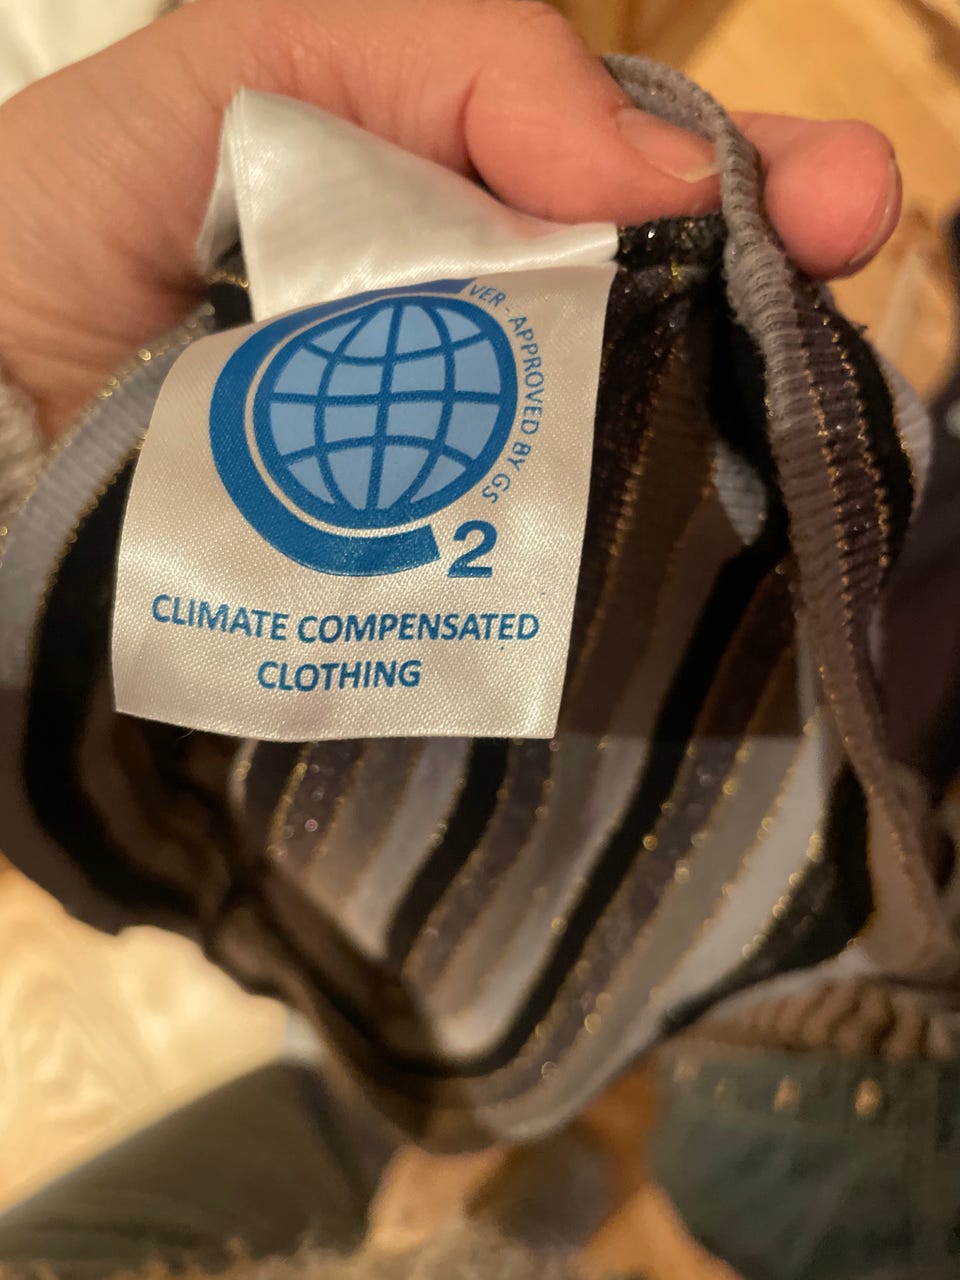 VER - APPROVED BY GS
2
CLIMATE COMPENSATED
CLOTHING